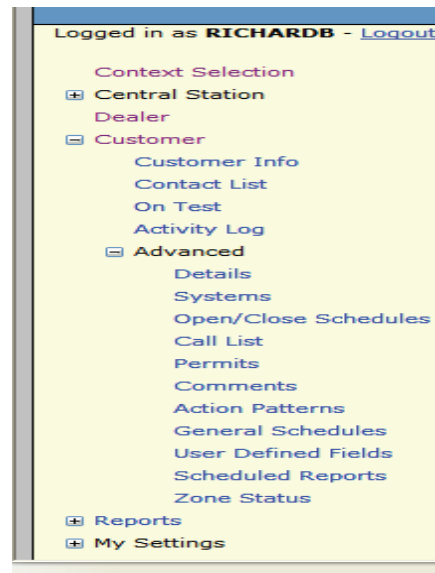 Logged in as RICHARDB - Logout
Context Selection
Central Station
Dealer
Customer
Customer Info
Contact List
On Test
Activity Log
Advanced
Details
Systems
Open/Close Schedules
Call List
Permits
Comments
Action Patterns
General Schedules
User Defined Fields
Scheduled Reports
Zone Status
Reports
My Settings